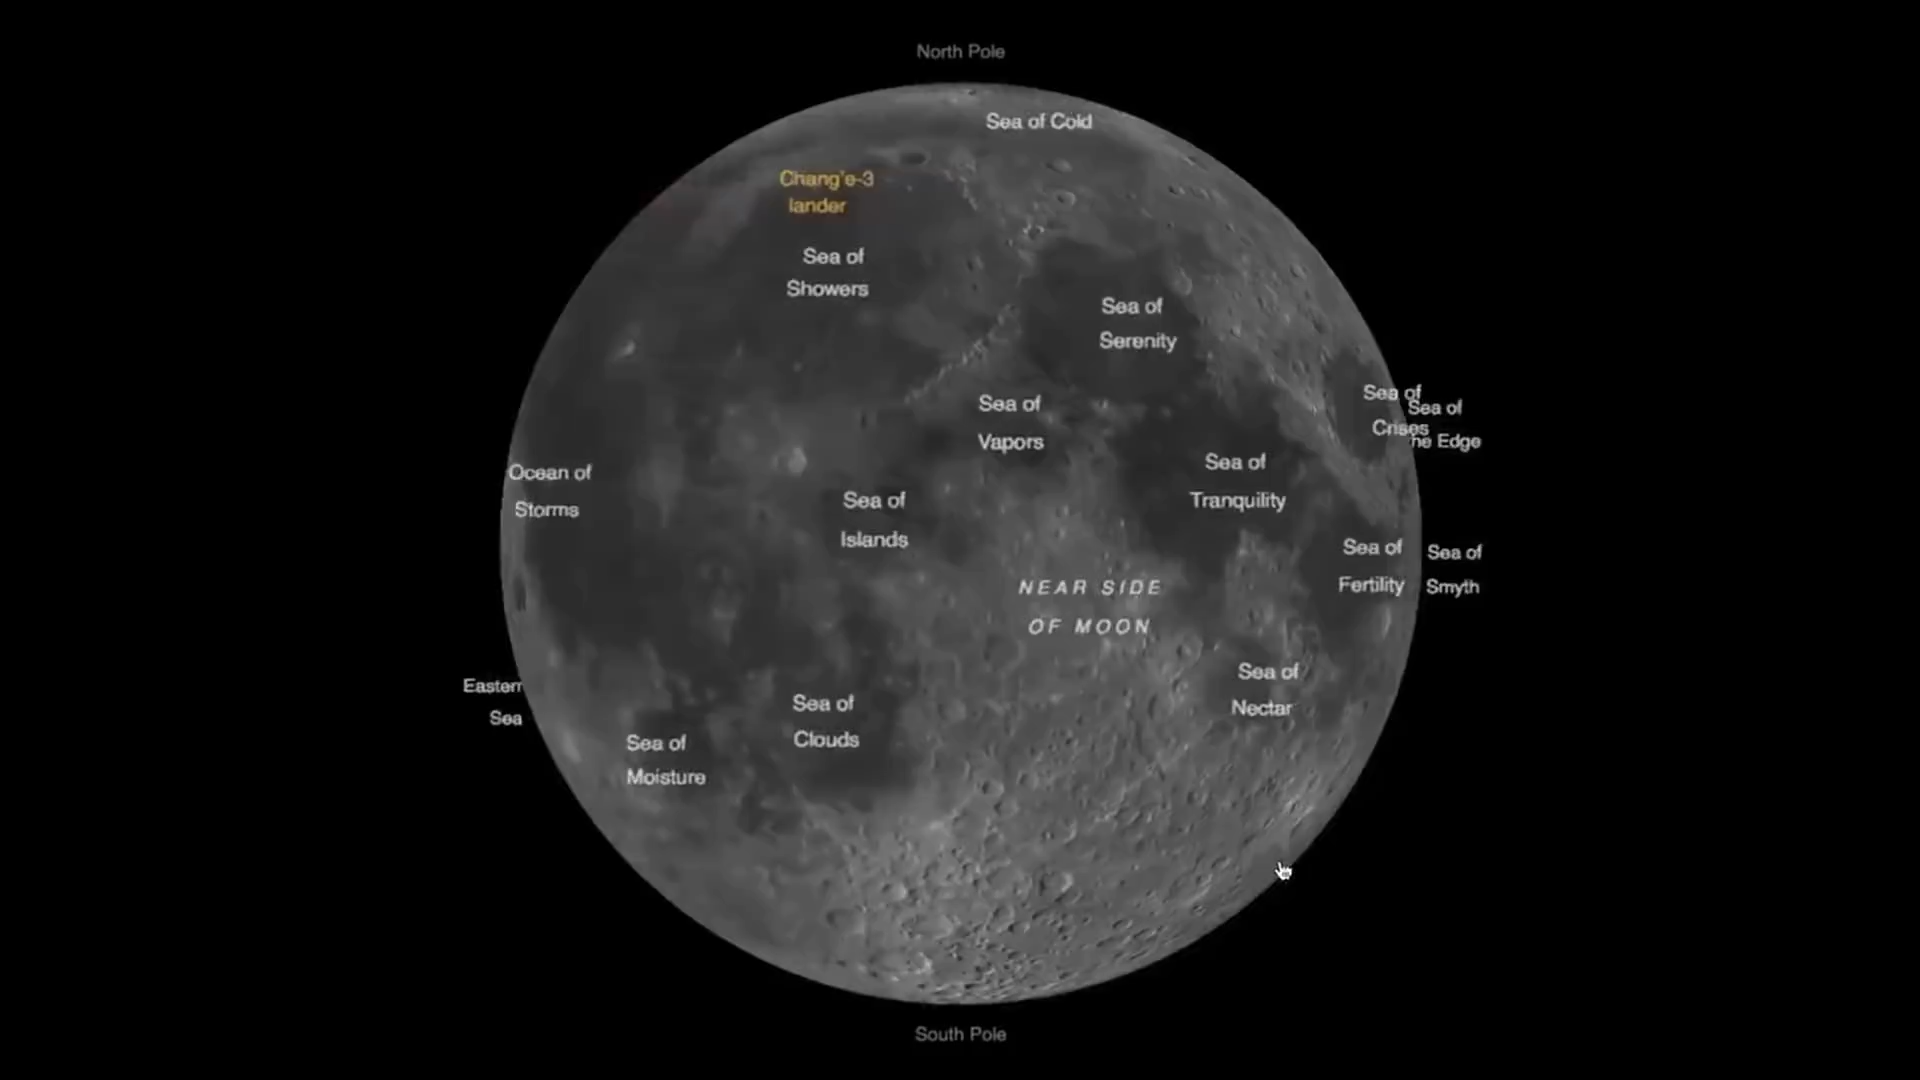 North Pole
Sea of Cold
Chang'e-3
lander
Sea of
Showers
Sea of
Serenity
Sea of
Vapors
Sea of
Crises
Sea of
he Edge
Sea of
Tranquility
Ocean of
Storms
Sea of
Islands
Sea of
Fertility
Sea of
Smyth
NEAR SIDE
OF MOON
Eastern
Sea
Sea of
Nectar
Sea of
Clouds
Sea of
Moisture
South Pole